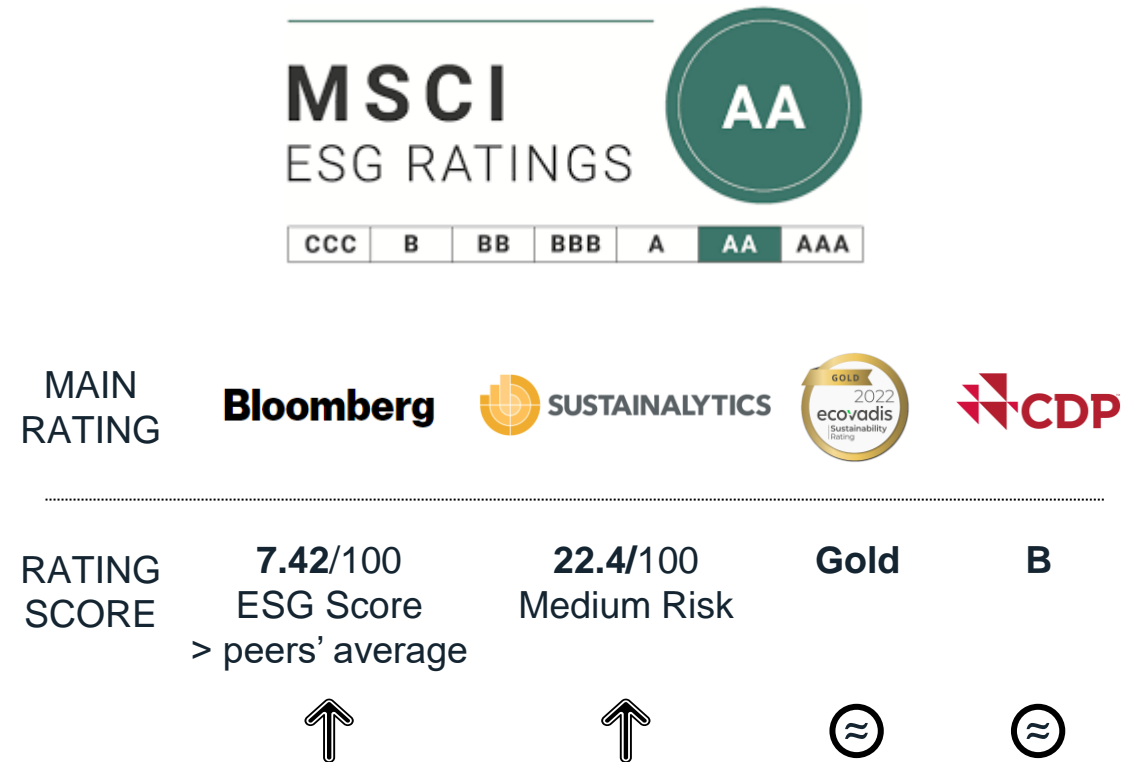 MSCI
ESG RATINGS
AA
CCC B BB BBB A AA AAA
MAIN
RATING
Bloomberg
SUSTAINALYTICS
GOLD
2022
ecovadis
Sustainability
Rating
CDP
RATING
SCORE
7.42/100
ESG Score
> peers’ average
22.4/100
Medium Risk
Gold
B
≈
≈